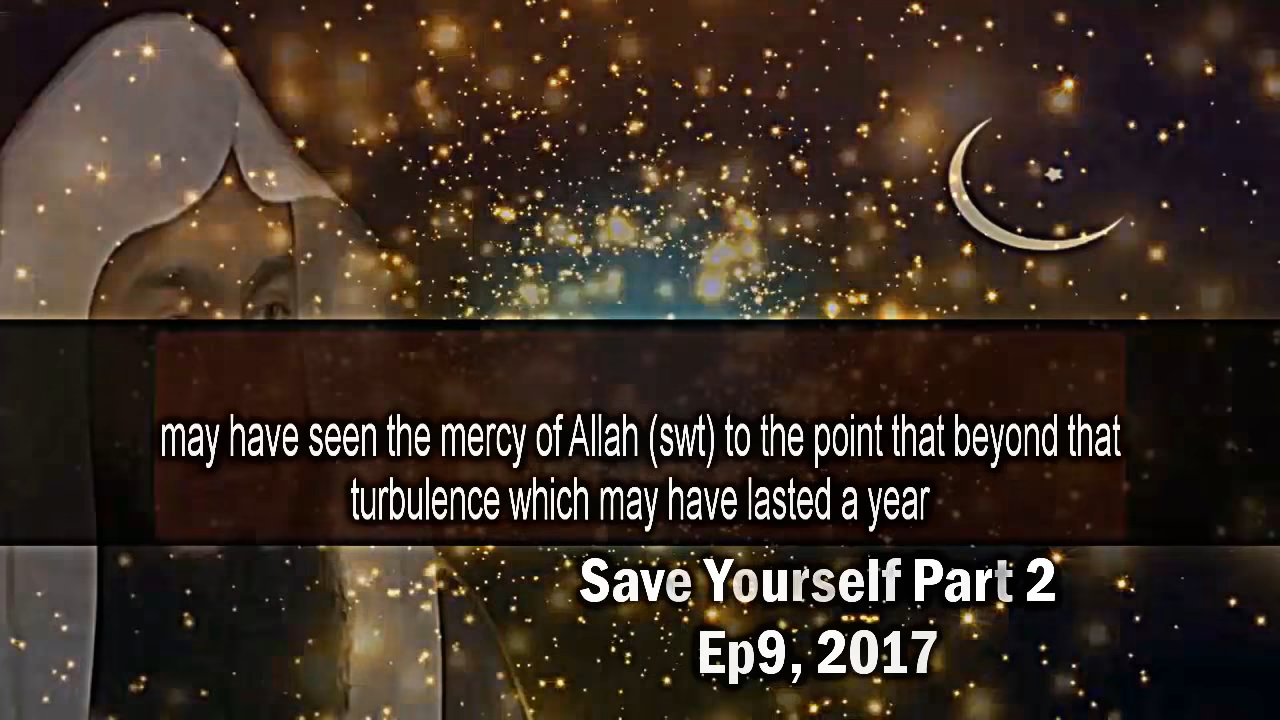 may have seen the mercy of Allah (swt) to the point that beyond that
turbulence which may have lasted a year
Save Yourself Part 2
Ep9, 2017